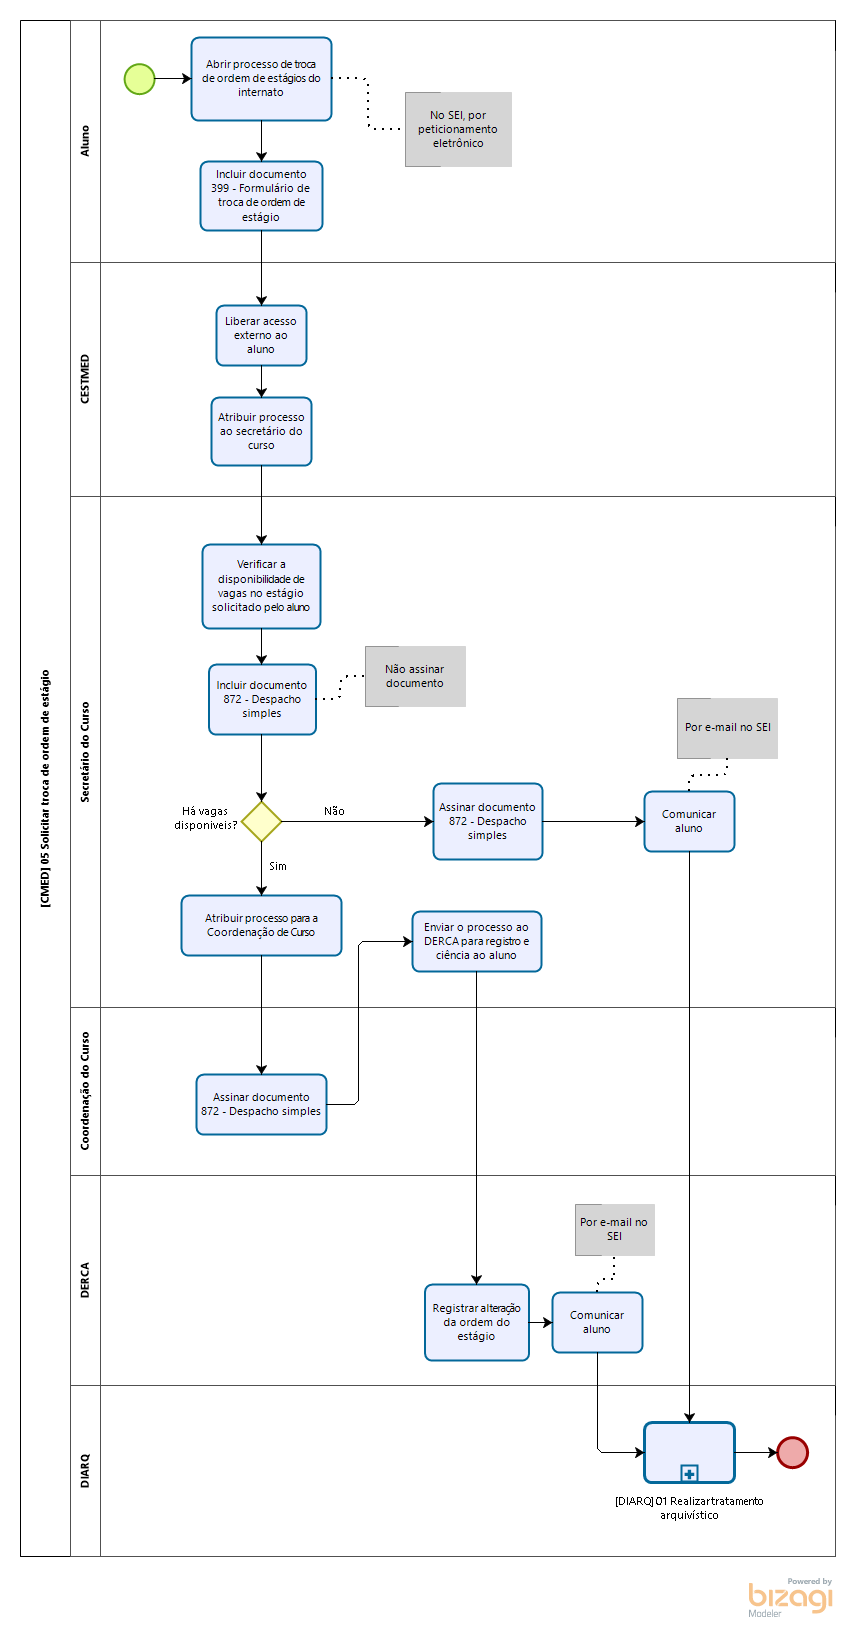 [CMED] 05 Solicitar troca de ordem de estágio
Aluno
Abrir processo de troca
de ordem de estágios do
internato
No SEI, por
peticionamento
eletrônico
Incluir documento
399 - Formulário de
troca de ordem de
estágio
CESTMED
Liberar acesso
externo ao
aluno
Atribuir processo
ao secretário do
curso
Secretário do Curso
Verificar a
disponibilidade de
vagas no estágio
solicitado pelo aluno
Incluir documento
872 - Despacho
simples
Não assinar
documento
Há vagas
disponíveis?
Não
Sim
Assinar documento
872 - Despacho
simples
Por e-mail no SEI
Comunicar
aluno
Atribuir processo para a
Coordenação de Curso
Enviar o processo ao
DERCA para registro e
ciência ao aluno
Coordenação do Curso
Assinar documento
872 - Despacho simples
DERCA
Por e-mail no
SEI
Registrar alteração
da ordem do
estágio
Comunicar
aluno
DIARQ
[DIARQ] 01 Realizar tratamento
arquivístico
Powered by
bizagi
Modeler